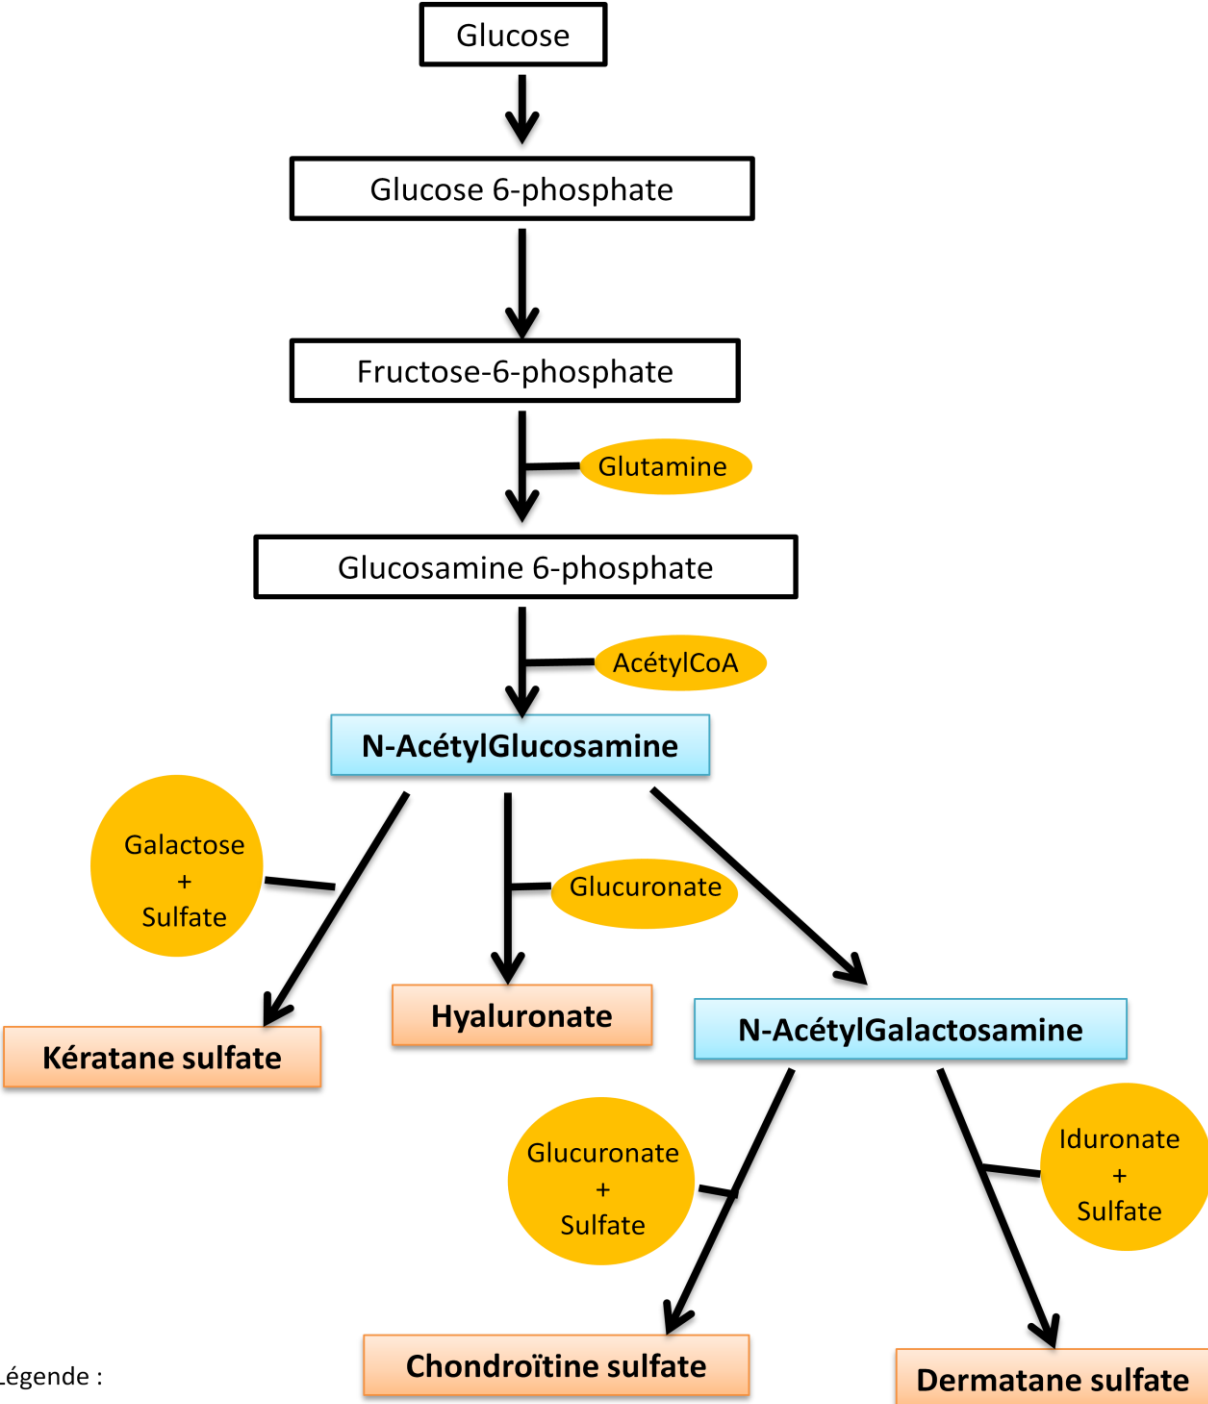 Glucose
Glucose 6-phosphate
Fructose-6-phosphate
Glutamine
Glucosamine 6-phosphate
AcétylCoA
N-AcétylGlucosamine
Galactose
+
Sulfate
Glucuronate
Hyaluronate
N-AcétylGalactosamine
Kératane sulfate
Glucuronate
+
Sulfate
Iduronate
+
Sulfate
Chondroïtine sulfate
Dermatane sulfate
Légende :